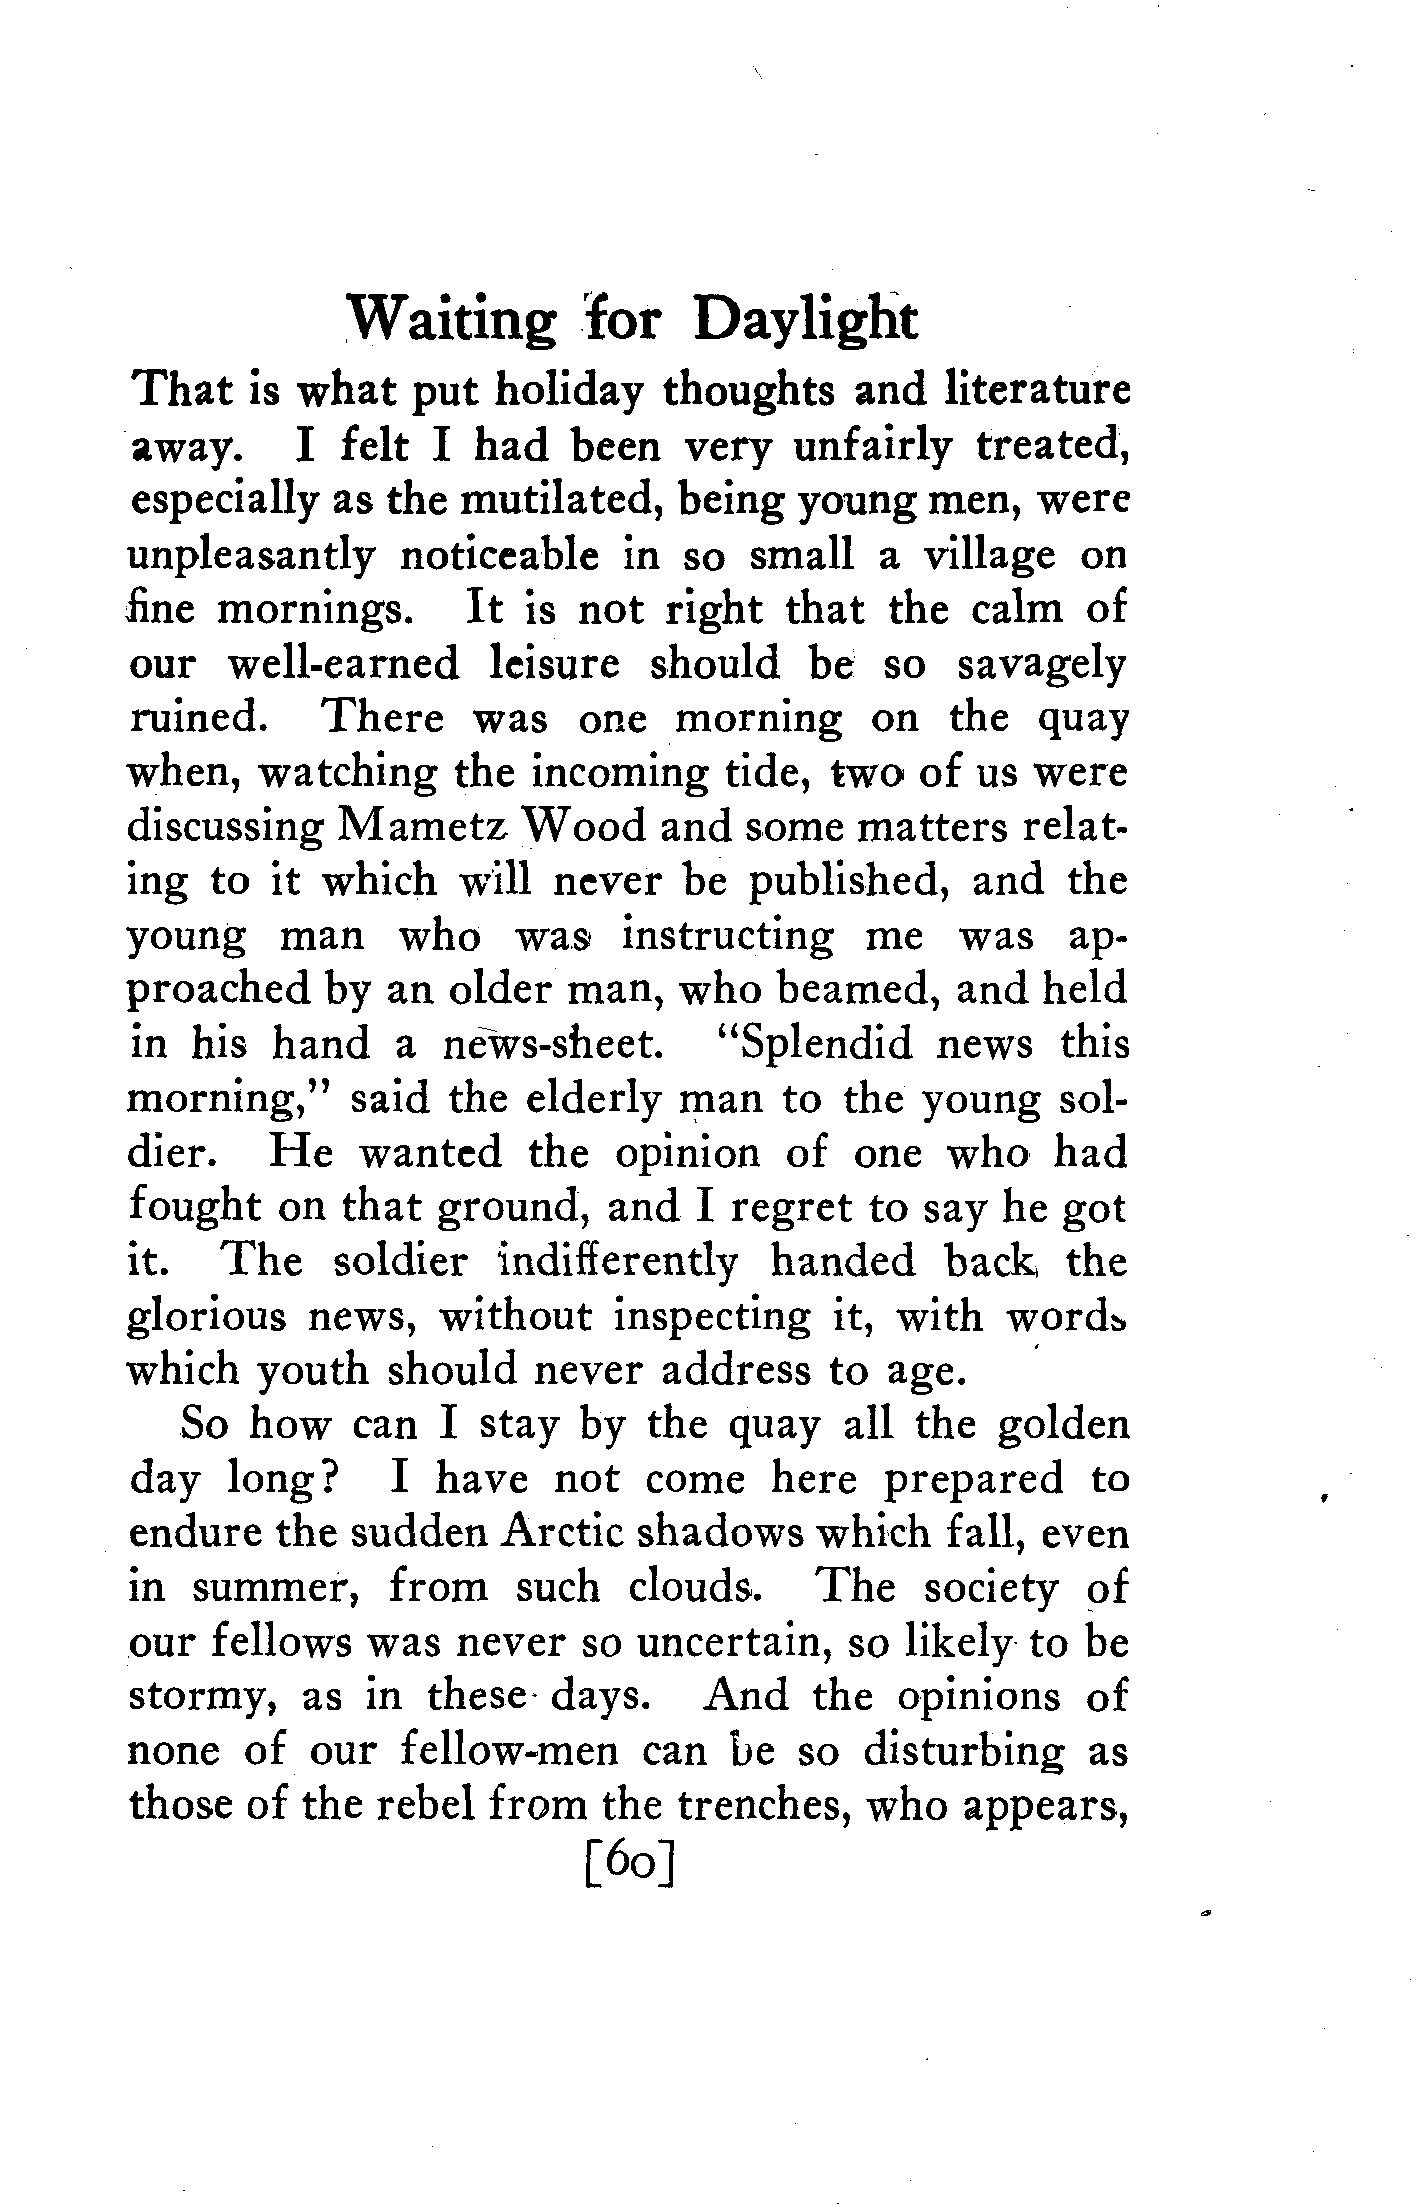 Waiting for Daylight
That is what put holiday thoughts and literature
away. I felt I had been very unfairly treated,
especially as the mutilated, being young men, were
unpleasantly noticeable in so small a village on
fine mornings. It is not right that the calm of
our well-earned leisure should be so savagely
ruined. There was one morning on the quay
when, watching the incoming tide, two of us were
discussing Mametz Wood and some matters relat-
ing to it which will never be published, and the
young man who was instructing me was ap-
proached by an older man, who beamed, and held
in his hand a news-sheet. "Splendid news this
morning," said the elderly man to the young sol-
dier. He wanted the opinion of one who had
fought on that ground, and I regret to say he got
it. The soldier indifferently handed back the
glorious news, without inspecting it, with words
which youth should never address to age.
So how can I stay by the quay all the golden
day long? I have not come here prepared to
endure the sudden Arctic shadows which fall, even
in summer, from such clouds. The society of
our fellows was never so uncertain, so likely to be
stormy, as in these days. And the opinions of
none of our fellow-men can be so disturbing as
those of the rebel from the trenches, who appears,
[60]